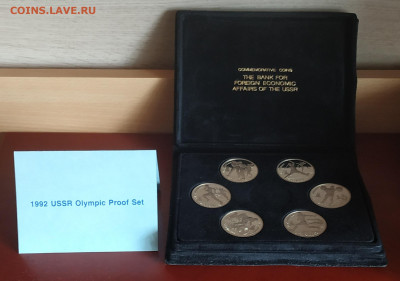 COINS.LAVE.RU
COMMEMORATIVE COINS
THE BANK FOR
FOREIGN ECONOMIC
AFFAIRS OF THE USSR
1992 USSR Olympic Proof Set